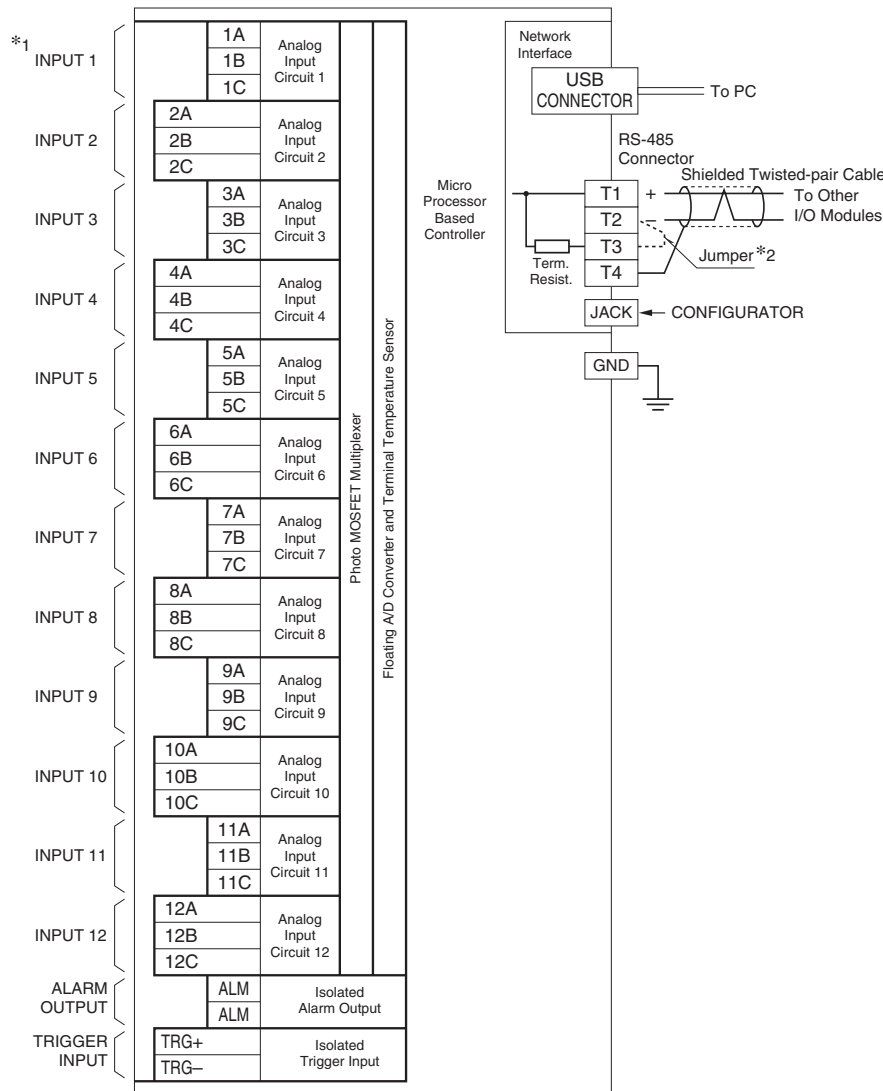 *1
INPUT 1
1A
1B
1C
Analog
Input
Circuit 1
INPUT 2
2A
2B
2C
Analog
Input
Circuit 2
INPUT 3
3A
3B
3C
Analog
Input
Circuit 3
INPUT 4
4A
4B
4C
Analog
Input
Circuit 4
INPUT 5
5A
5B
5C
Analog
Input
Circuit 5
INPUT 6
6A
6B
6C
Analog
Input
Circuit 6
INPUT 7
7A
7B
7C
Analog
Input
Circuit 7
INPUT 8
8A
8B
8C
Analog
Input
Circuit 8
INPUT 9
9A
9B
9C
Analog
Input
Circuit 9
INPUT 10
10A
10B
10C
Analog
Input
Circuit 10
INPUT 11
11A
11B
11C
Analog
Input
Circuit 11
INPUT 12
12A
12B
12C
Analog
Input
Circuit 12
ALARM
OUTPUT
ALM
ALM
Isolated
Alarm Output
TRIGGER
INPUT
TRG+
TRG–
Isolated
Trigger Input
Photo MOSFET Multiplexer
Floating A/D Converter and Terminal Temperature Sensor
Micro
Processor
Based
Controller
Network
Interface
USB
CONNECTOR
To PC
RS-485
Connector
Shielded Twisted-pair Cable
T1
+
To Other
I/O Modules
T2
–
T3
T4
Term.
Resist.
Jumper*2
JACK
CONFIGURATOR
GND